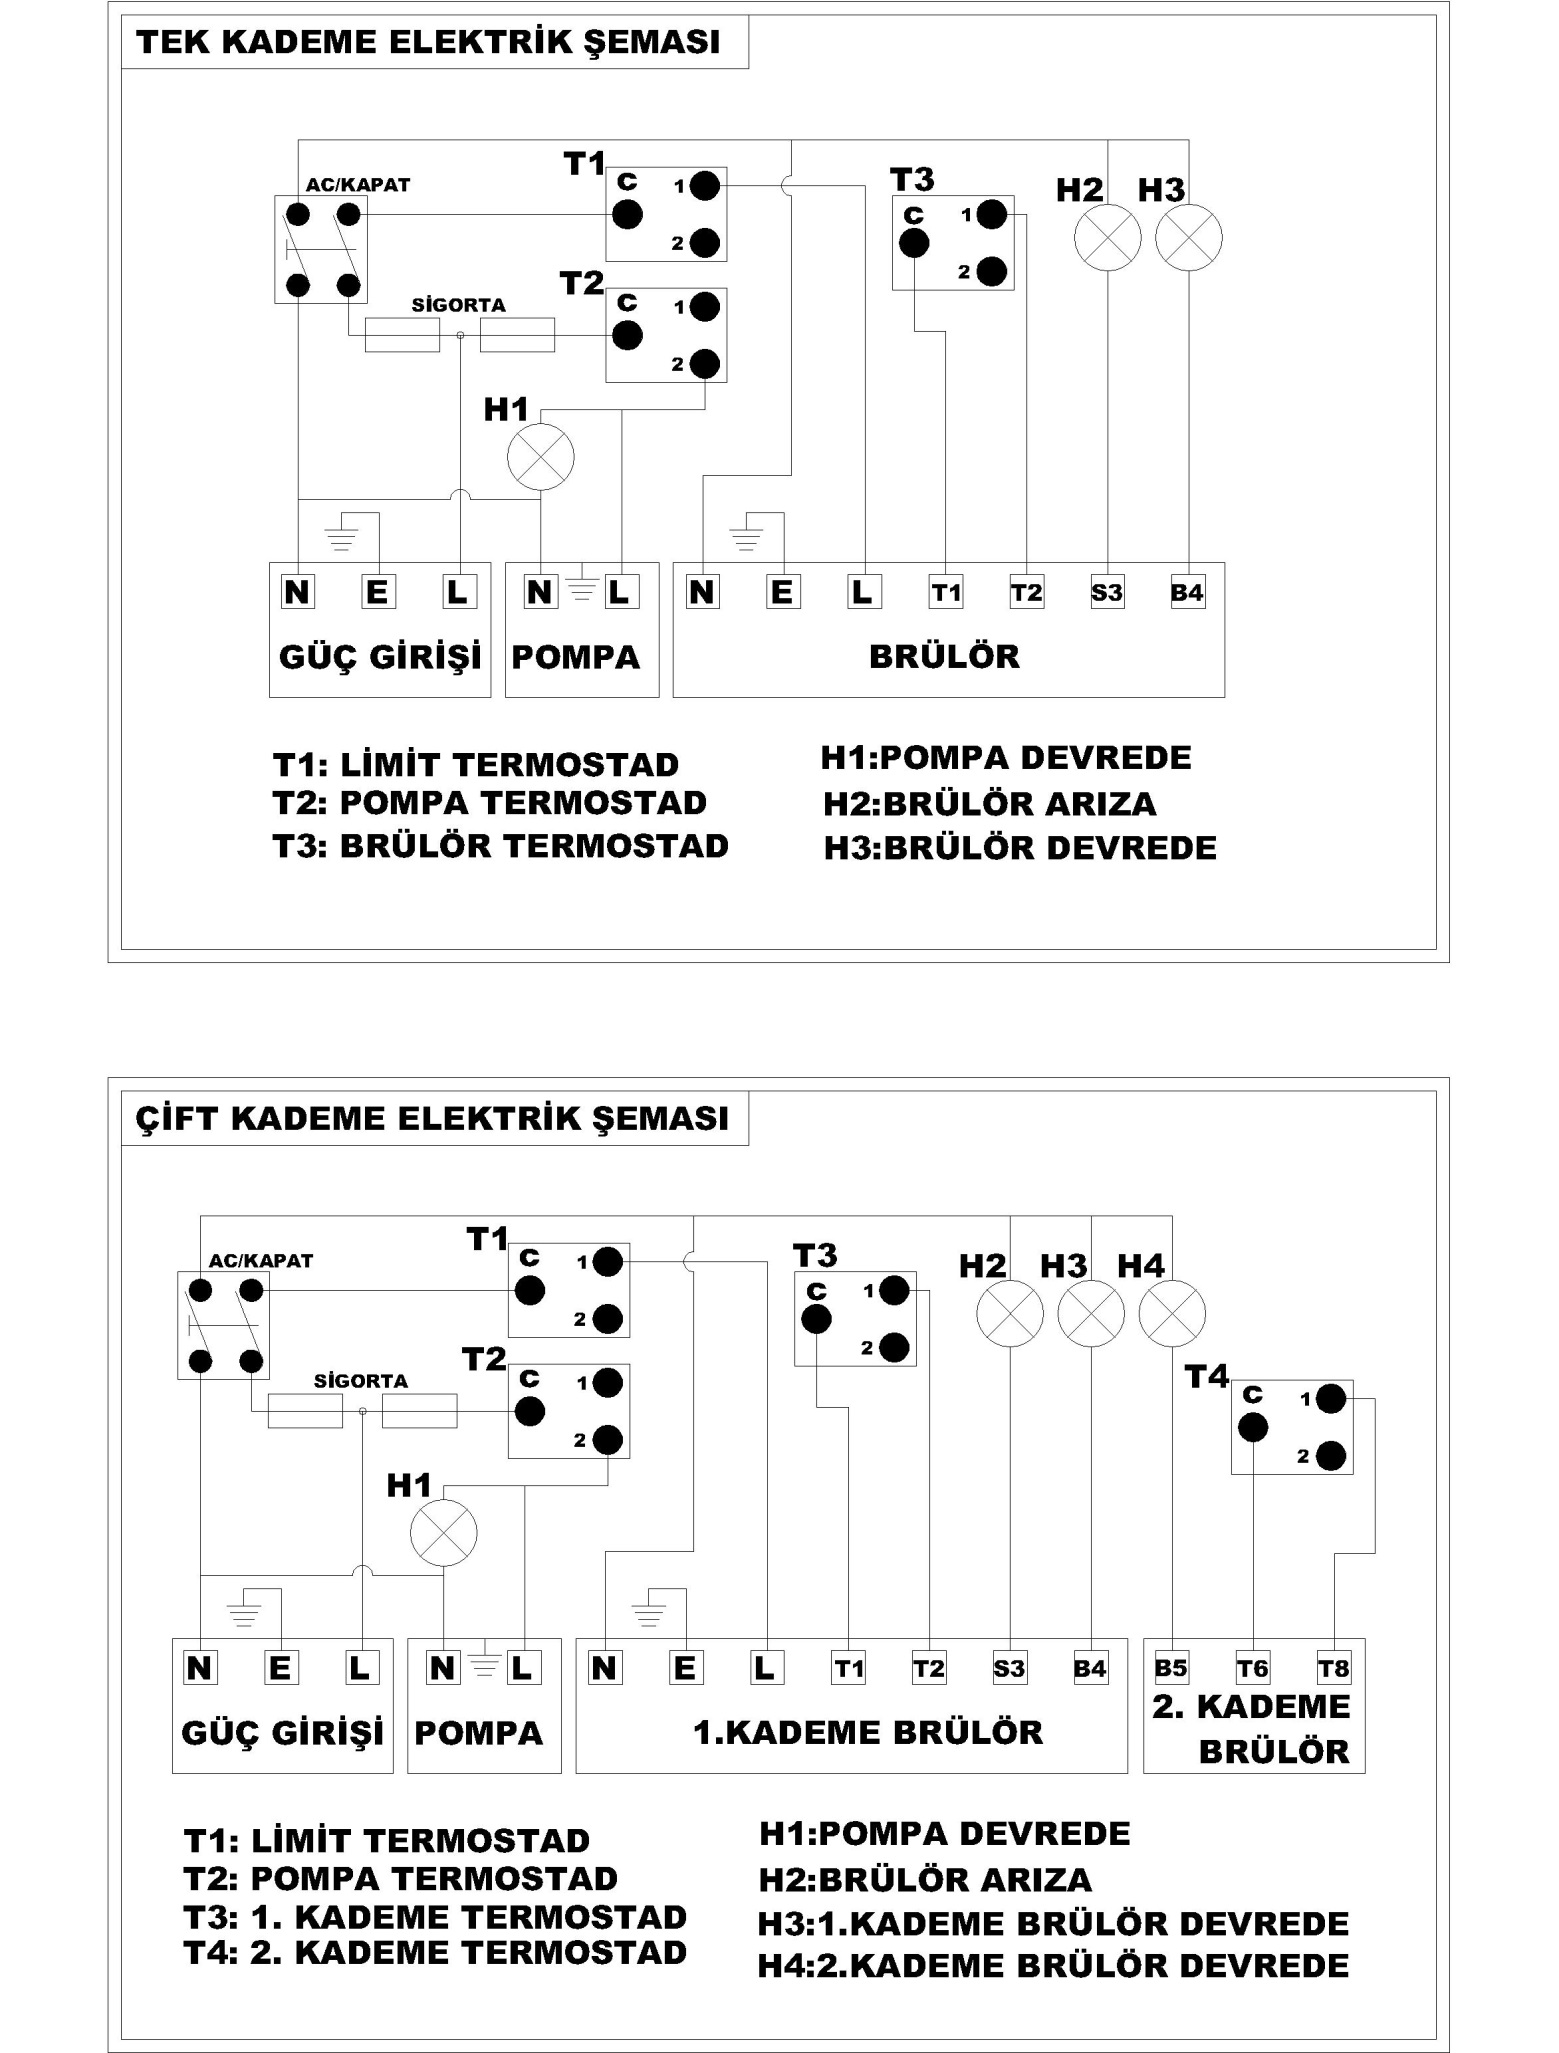 TEK KADEME ELEKTRİK ŞEMASI
AC/KAPAT
T1
C
1
2
T3
C
1
2
H2
H3
SİGORTA
T2
C
1
2
H1
N E L N L N E L T1 T2 S3 B4
GÜÇ GİRİŞİ POMPA BRÜLÖR
T1: LİMİT TERMOSTAD
T2: POMPA TERMOSTAD
T3: BRÜLÖR TERMOSTAD
H1:POMPA DEVREDE
H2:BRÜLÖR ARIZA
H3:BRÜLÖR DEVREDE
ÇİFT KADEME ELEKTRİK ŞEMASI
AC/KAPAT
T1
C
1
2
T3
C
1
2
H2
H3
H4
SİGORTA
T2
C
1
2
T4
C
1
2
H1
N E L N L N E L T1 T2 S3 B4 B5 T6 T8
GÜÇ GİRİŞİ POMPA 1.KADEME BRÜLÖR
2. KADEME
BRÜLÖR
T1: LİMİT TERMOSTAD
T2: POMPA TERMOSTAD
T3: 1. KADEME TERMOSTAD
T4: 2. KADEME TERMOSTAD
H1:POMPA DEVREDE
H2:BRÜLÖR ARIZA
H3:1.KADEME BRÜLÖR DEVREDE
H4:2.KADEME BRÜLÖR DEVREDE